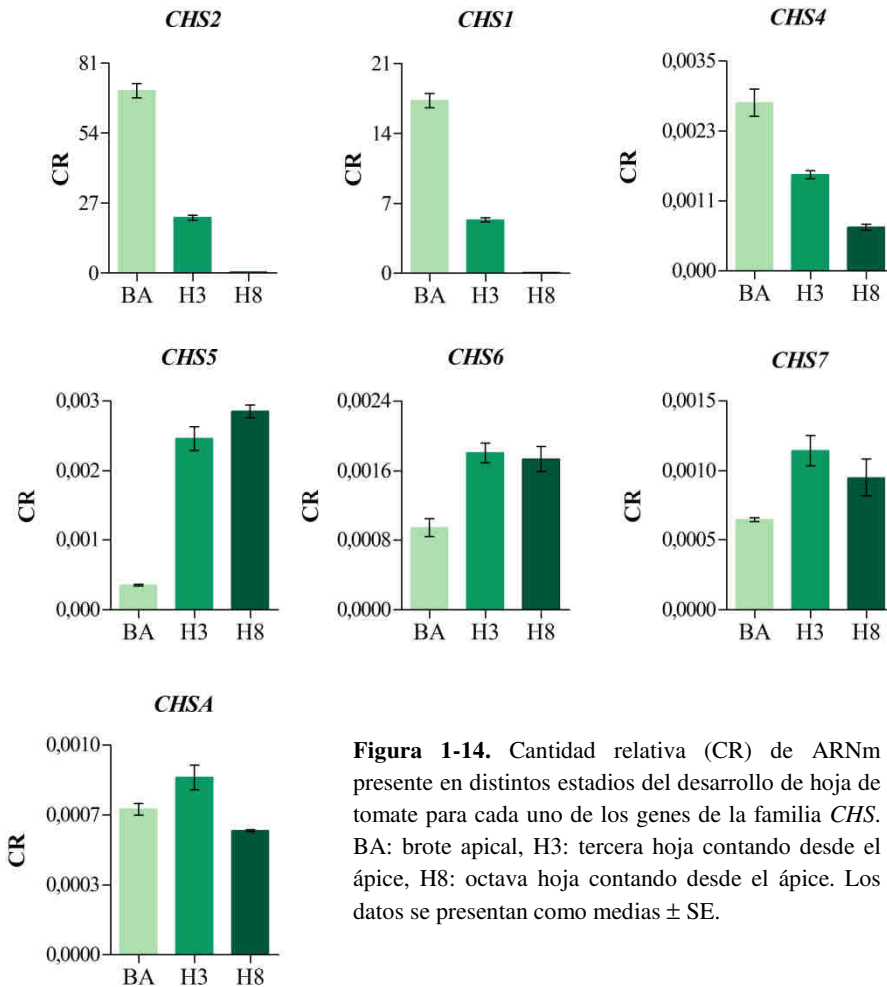 CHS2
81
54
27
0
CR
BA H3 H8
CHS1
21
14
7
0
CR
BA H3 H8
CHS4
0,0035
0,0023
0,0011
0,000
CR
BA H3 H8
CHS5
0,003
0,002
0,001
0,000
CR
BA H3 H8
CHS6
0,0024
0,0016
0,0008
0,0000
CR
BA H3 H8
CHS7
0,0015
0,0010
0,0005
0,0000
CR
BA H3 H8
CHSA
0,0010
0,0007
0,0003
0,0000
CR
BA H3 H8
Figura 1-14. Cantidad relativa (CR) de ARNm
presente en distintos estadios del desarrollo de hoja de
tomate para cada uno de los genes de la familia CHS.
BA: brote apical, H3: tercera hoja contando desde el
ápice, H8: octava hoja contando desde el ápice. Los
datos se presentan como medias ± SE.